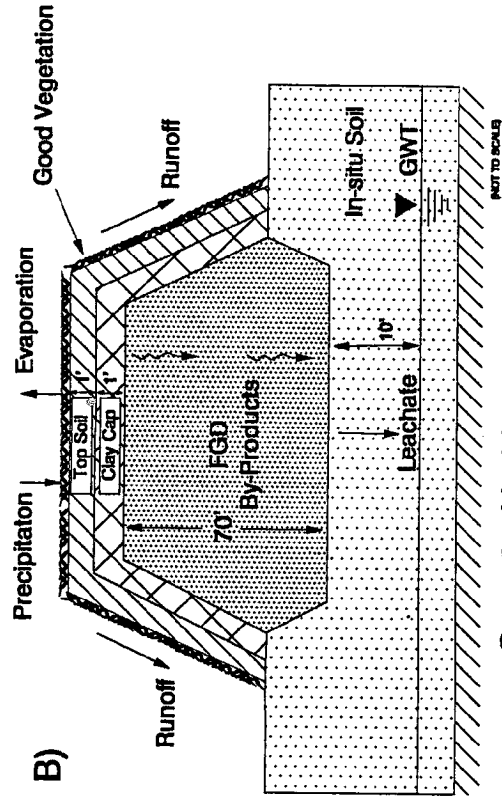 B)
Precipitaton
Evaporation
Good Vegetation
Runoff
Runoff
Top Soil
1'
Clay Cap
1'
70'
FGD
By-Products
In-situ Soil
10'
Leachate
GWT
(NOT TO SCALE)